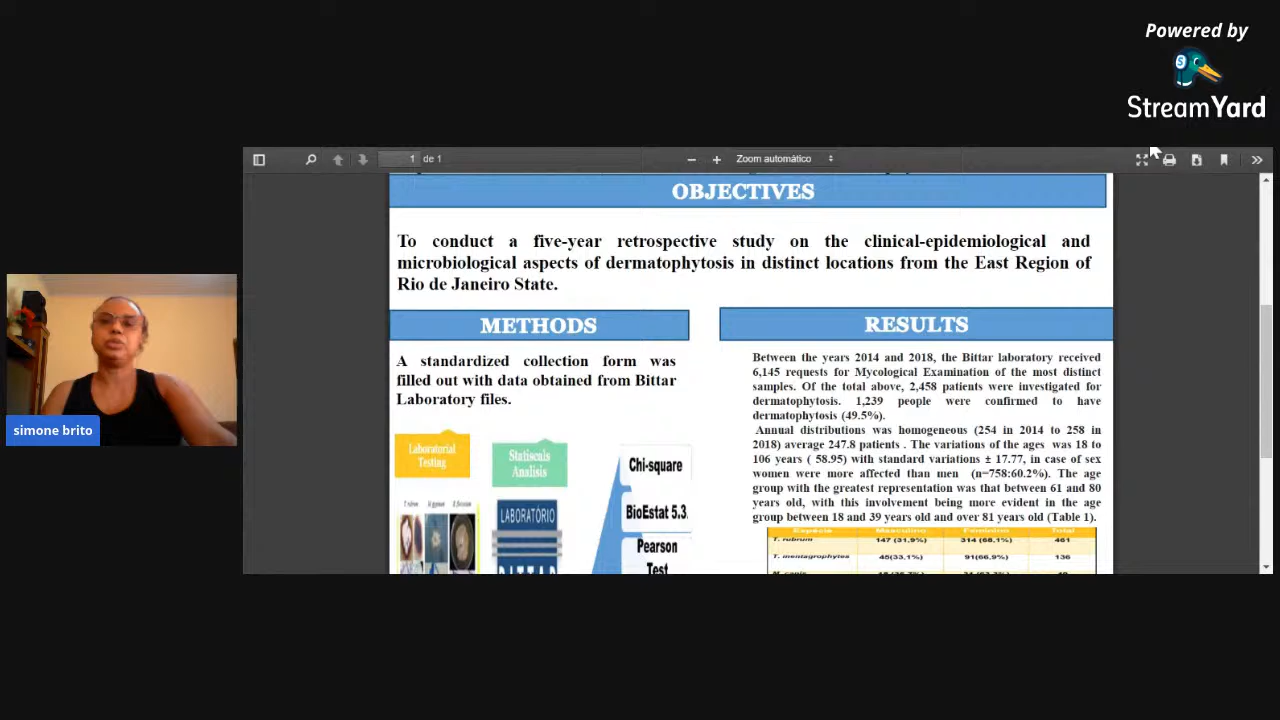 Powered by
StreamYard
1 de 1
Zoom automático
OBJECTIVES
To conduct a five-year retrospective study on the clinical-epidemiological and
microbiological aspects of dermatophytosis in distinct locations from the East Region of
Rio de Janeiro State.
METHODS
A standardized collection form was
filled out with data obtained from Bittar
Laboratory files.
Laboratorial
Testing
Statiscals
Analisis
Chi-square
BioEstat 5.3.
Pearson
Test
T. rubrum
LABORATÓRIO
BITTAR
RESULTS
Between the years 2014 and 2018, the Bittar laboratory received
6,145 requests for Mycological Examination of the most distinct
samples. Of the total above, 2,458 patients were investigated for
dermatophytosis. 1,239 people were confirmed to have
dermatophytosis (49.5%).
Annual distributions was homogeneous (254 in 2014 to 258 in
2018) average 247.8 patients . The variations of the ages was 18 to
106 years ( 58.95) with standard variations ± 17.77, in case of sex
women were more affected than men (n=758:60.2%). The age
group with the greatest representation was that between 61 and 80
years old, with this involvement being more evident in the age
group between 18 and 39 years old and over 81 years old (Table 1).
Espécie Masculino Feminino Total
T. rubrum 147 (31,9%) 314 (68,1%) 461
T. mentagrophytes 45(33,1%) 91(66,9%) 136
M. canis
simone brito